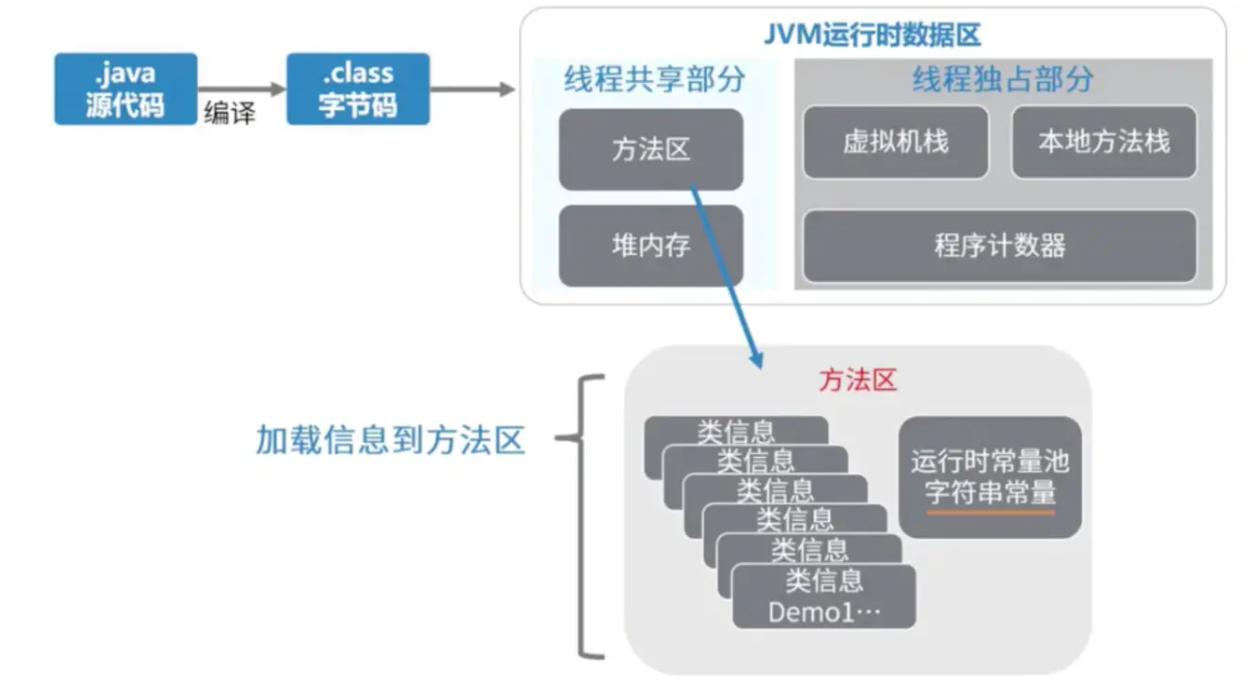 JVM运行时数据区
.java
源代码
编译
.class
字节码
线程共享部分
线程独占部分
方法区
虚拟机栈
本地方法栈
堆内存
程序计数器
方法区
加载信息到方法区
类信息
类信息
类信息
类信息
类信息
类信息
Demo1···
运行时常量池
字符串常量